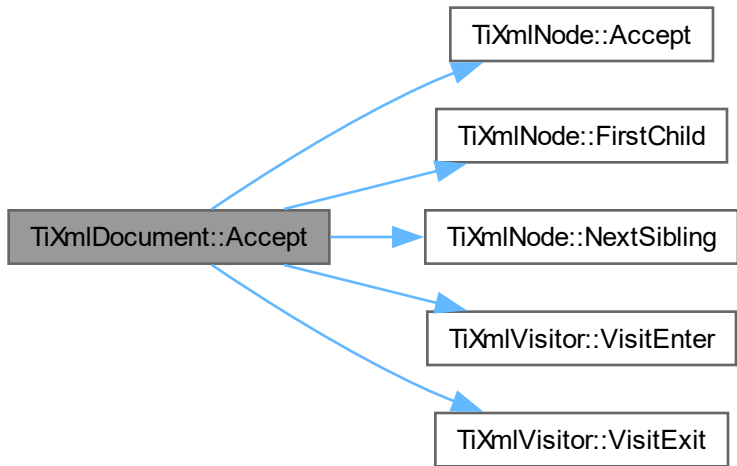 TiXmlNode::Accept
TiXmlNode::FirstChild
TiXmlDocument::Accept
TiXmlNode::NextSibling
TiXmlVisitor::VisitEnter
TiXmlVisitor::VisitExit